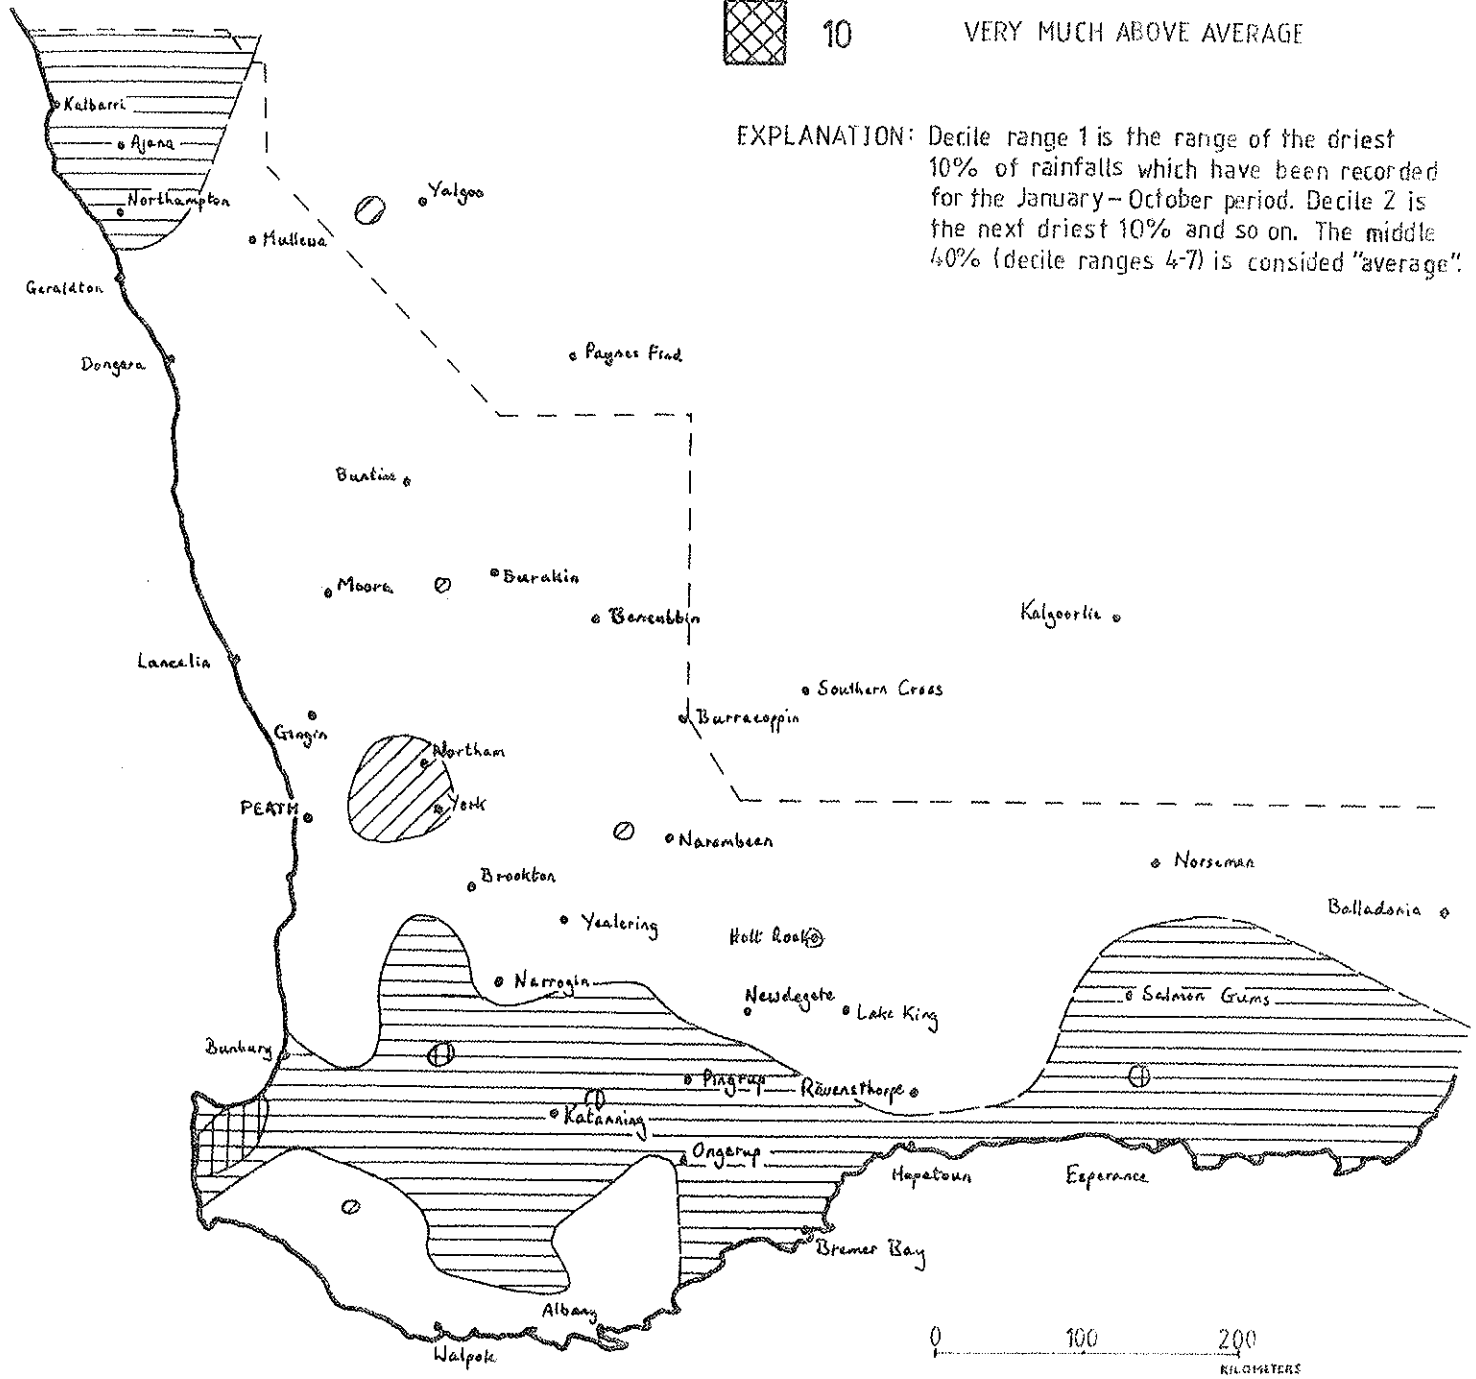 10 VERY MUCH ABOVE AVERAGE
EXPLANATION: Decile range 1 is the range of the driest
10% of rainfalls which have been recorded
for the January-October period. Decile 2 is
the next driest 10% and so on. The middle
40% (decile ranges 4-7) is consided "average".
Kalbarri
Ajana
Northampton
Yalgoo
Mullewa
Geraldton
Dongara
Paynes Find
Buntine
Moora
Burakin
Bencubbin
Kalgoorlie
Lancelin
Southern Cross
Burracoppin
Gingin
Northam
PERTH
York
Narembeen
Norseman
Brookton
Balladonia
Yealering
Holt Rock
Narrogin
Newdegate
Lake King
Salmon Gums
Bunbury
Pingrup
Ravensthorpe
Katanning
Ongerup
Hopetoun
Esperance
Bremer Bay
Albany
Walpole
0 100 200
KILOMETERS